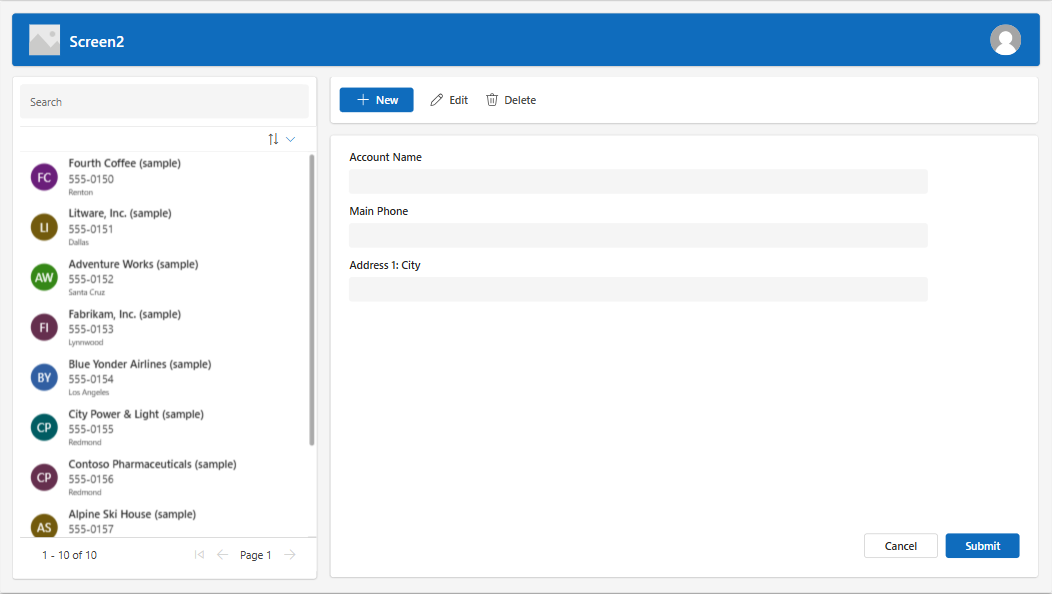 Screen2
Search
FC
Fourth Coffee (sample)
555-0150
Renton
LI
Litware, Inc. (sample)
555-0151
Dallas
AW
Adventure Works (sample)
555-0152
Santa Cruz
FI
Fabrikam, Inc. (sample)
555-0153
Lynnwood
BY
Blue Yonder Airlines (sample)
555-0154
Los Angeles
CP
City Power & Light (sample)
555-0155
Redmond
CP
Contoso Pharmaceuticals (sample)
555-0156
Redmond
AS
Alpine Ski House (sample)
555-0157
1 - 10 of 10
Page 1
New
Edit
Delete
Account Name
Main Phone
Address 1: City
Cancel
Submit